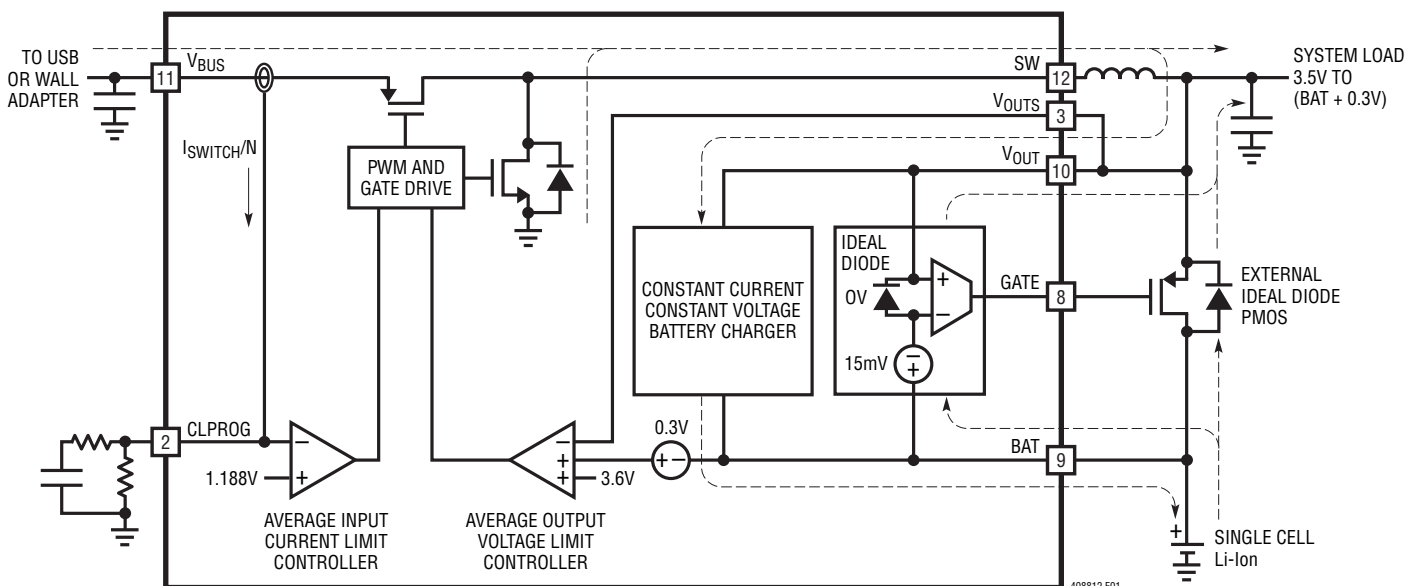 TO USB
OR WALL
ADAPTER
11
VBUS
SW
12
SYSTEM LOAD
3.5V TO
(BAT + 0.3V)
VOUTS
3
ISWITCH/N
PWM AND
GATE DRIVE
VOUT
10
CONSTANT CURRENT
CONSTANT VOLTAGE
BATTERY CHARGER
IDEAL
DIODE
0V
+
–
15mV
–
+
GATE
8
EXTERNAL
IDEAL DIODE
PMOS
2
CLPROG
–
1.188V
+
AVERAGE INPUT
CURRENT LIMIT
CONTROLLER
–
+
+
3.6V
AVERAGE OUTPUT
VOLTAGE LIMIT
CONTROLLER
0.3V
+ –
BAT
9
+
SINGLE CELL
Li-Ion